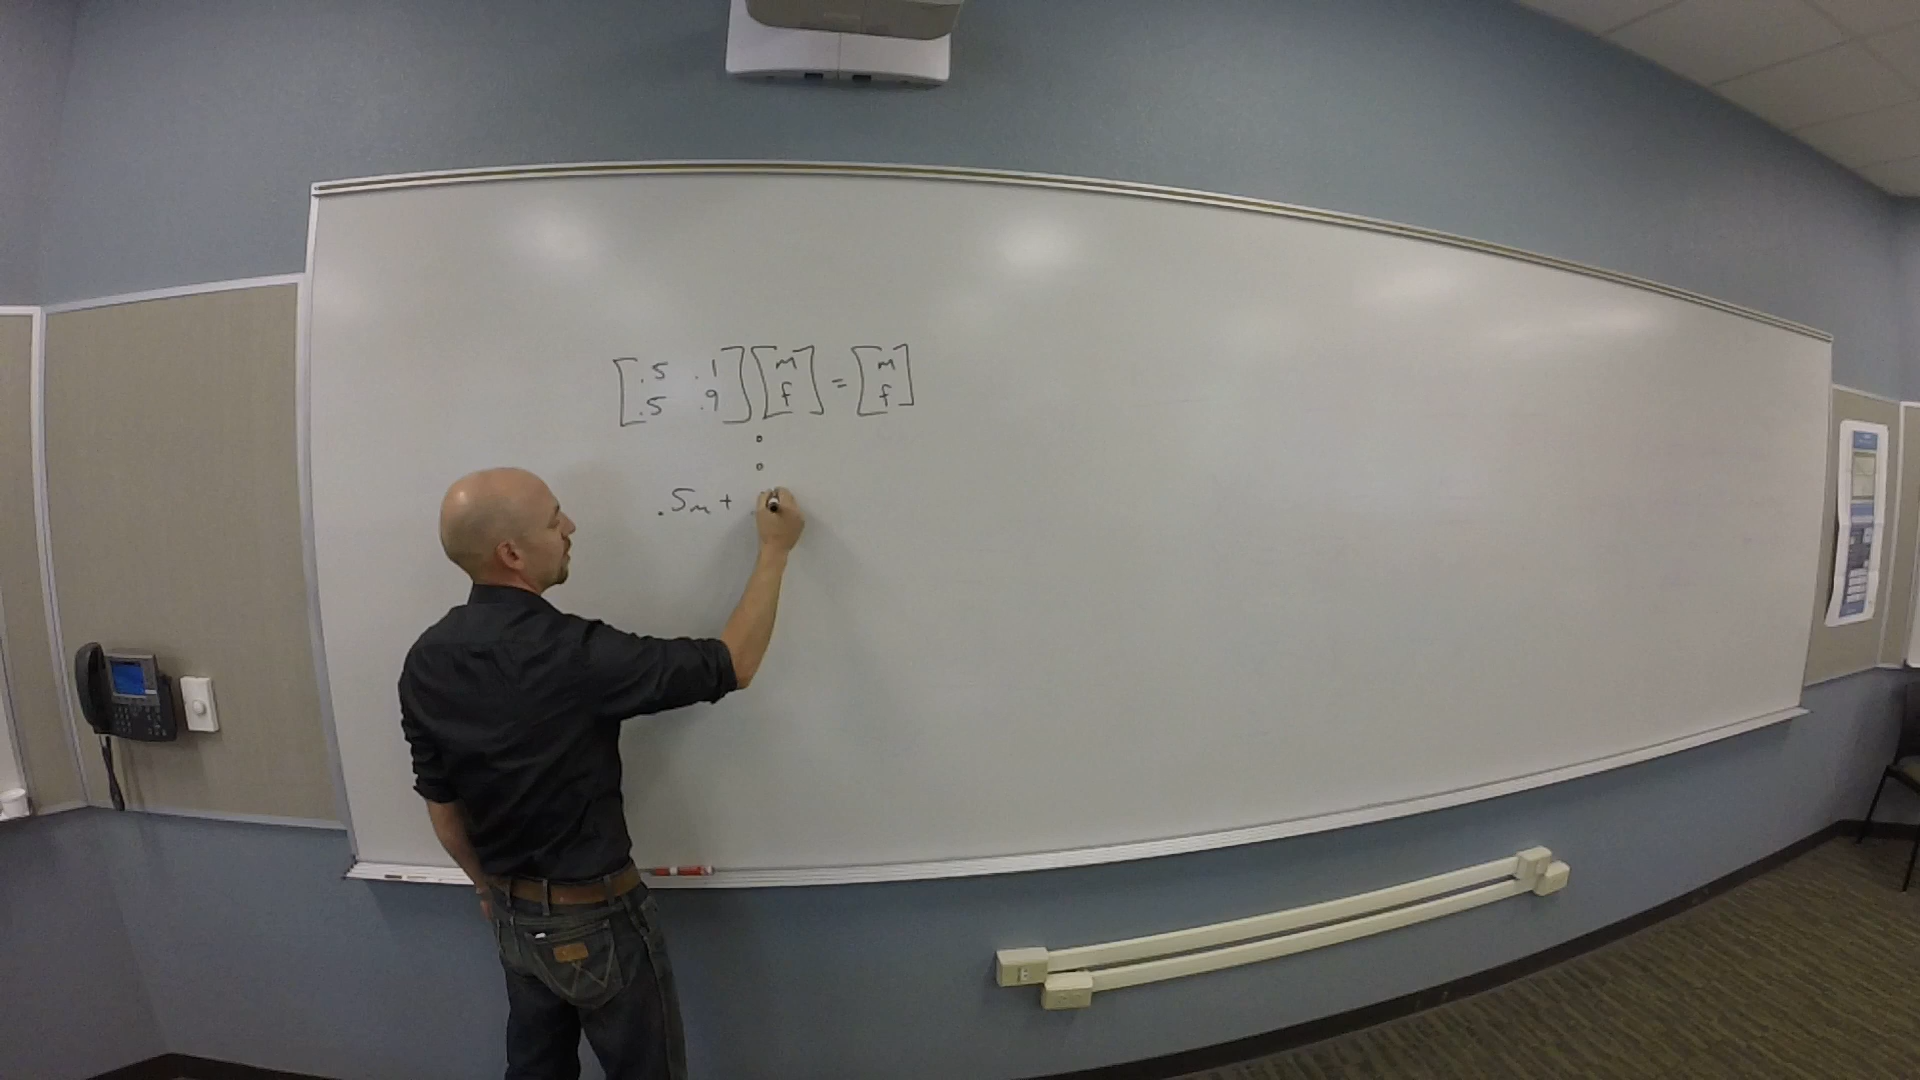 [.5 .1] [m] = [m]
[.5 .9] [f] [f]
.5m + .